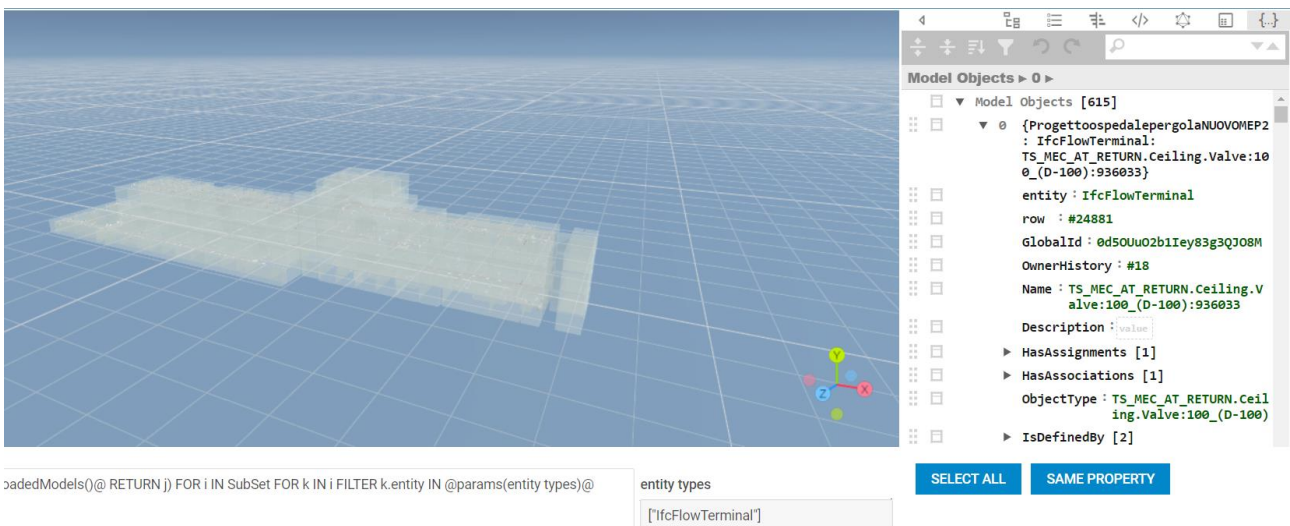 Model Objects ▸ 0 ▸
Model Objects [615]
0 {ProgettoospedalepergolaNUOVOMEP2
: IfcFlowTerminal:
TS_MEC_AT_RETURN.Ceiling.Valve:10
0_(D-100):936033}
entity : IfcFlowTerminal
row : #24881
GlobalId : 0d5OUuO2b1Iey83g3QJO8M
OwnerHistory : #18
Name : TS_MEC_AT_RETURN.Ceiling.V
alve:100_(D-100):936033
Description : value
HasAssignments [1]
HasAssociations [1]
ObjectType : TS_MEC_AT_RETURN.Ceil
ing.Valve:100_(D-100)
IsDefinedBy [2]
Y
X
Z
SELECT ALL SAME PROPERTY
oadedModels()@ RETURN j) FOR i IN SubSet FOR k IN i FILTER k.entity IN @params(entity types)@
entity types
["IfcFlowTerminal"]